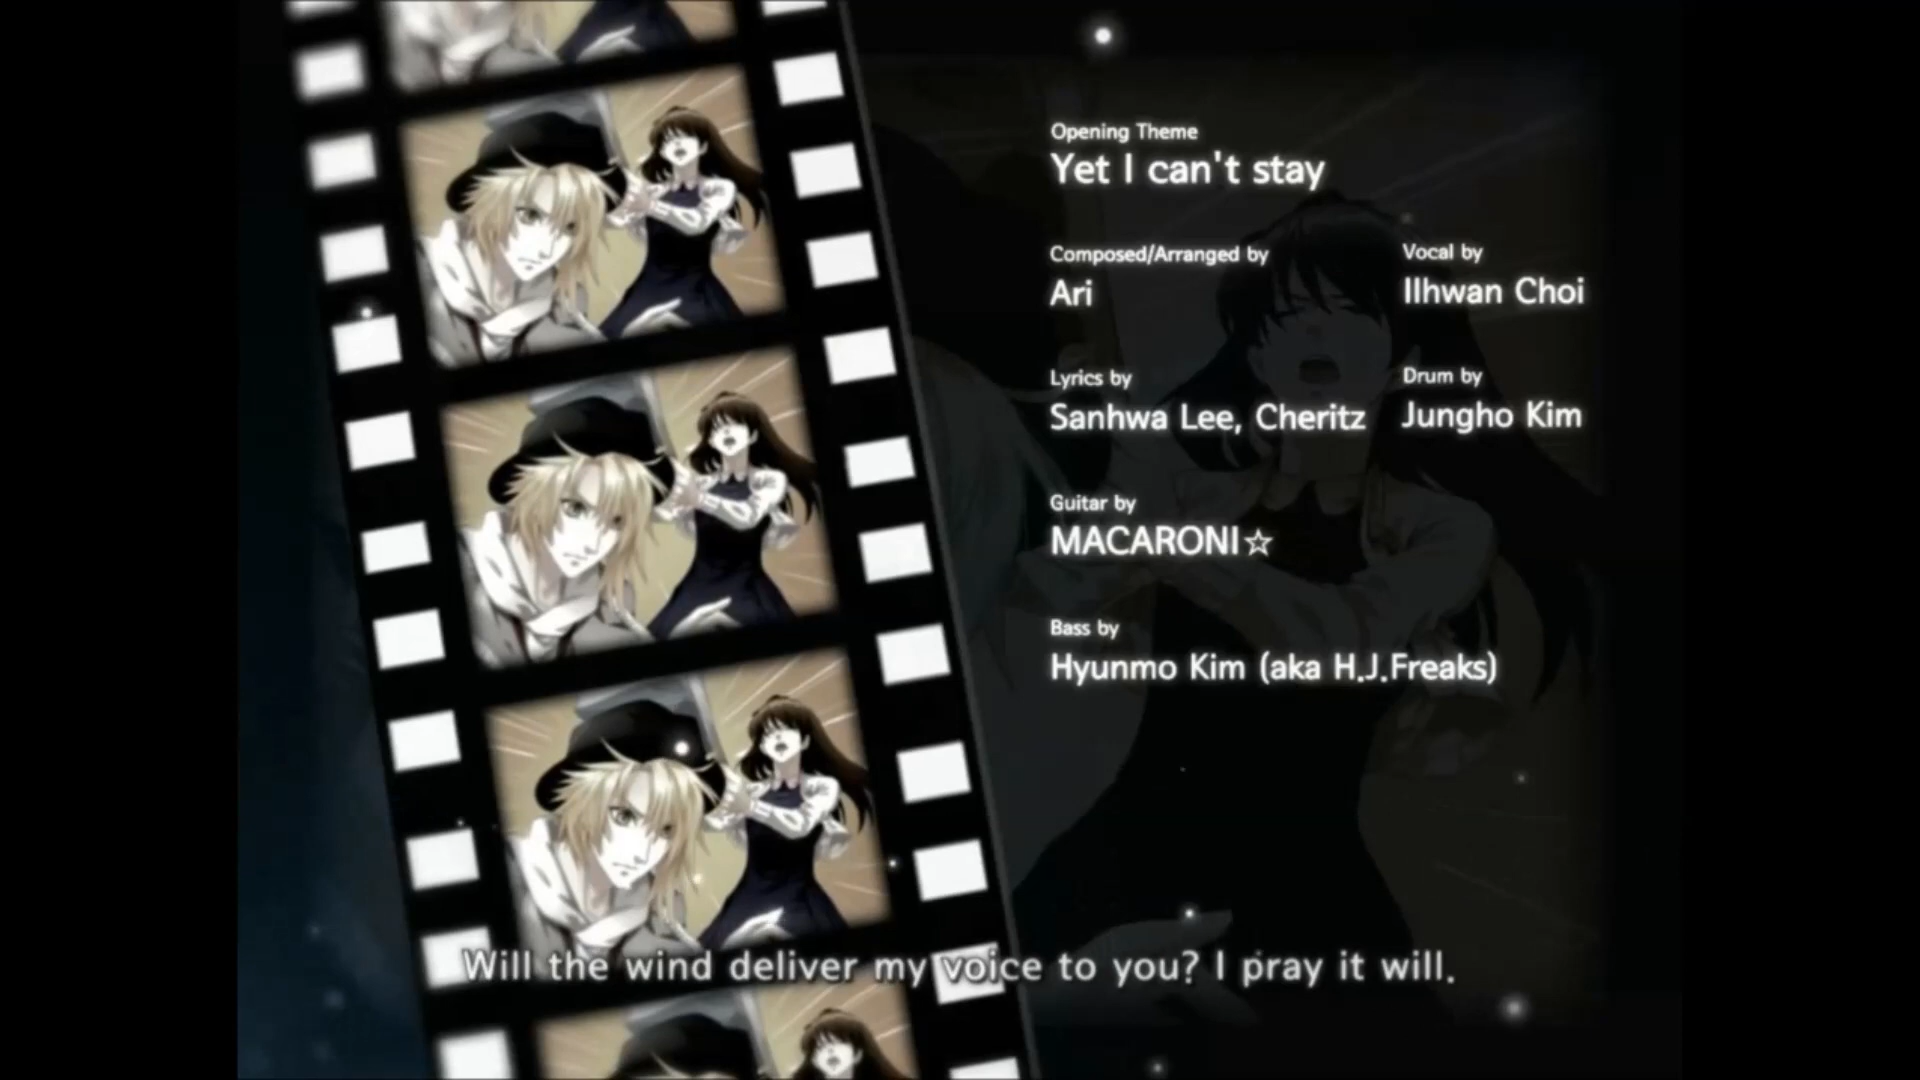 Opening Theme
Yet I can't stay
Composed/Arranged by
Ari
Vocal by
Ilhwan Choi
Lyrics by
Sanhwa Lee, Cheritz
Drum by
Jungho Kim
Guitar by
MACARONI☆
Bass by
Hyunmo Kim (aka H.J.Freaks)
Will the wind deliver my voice to you? I pray it will.